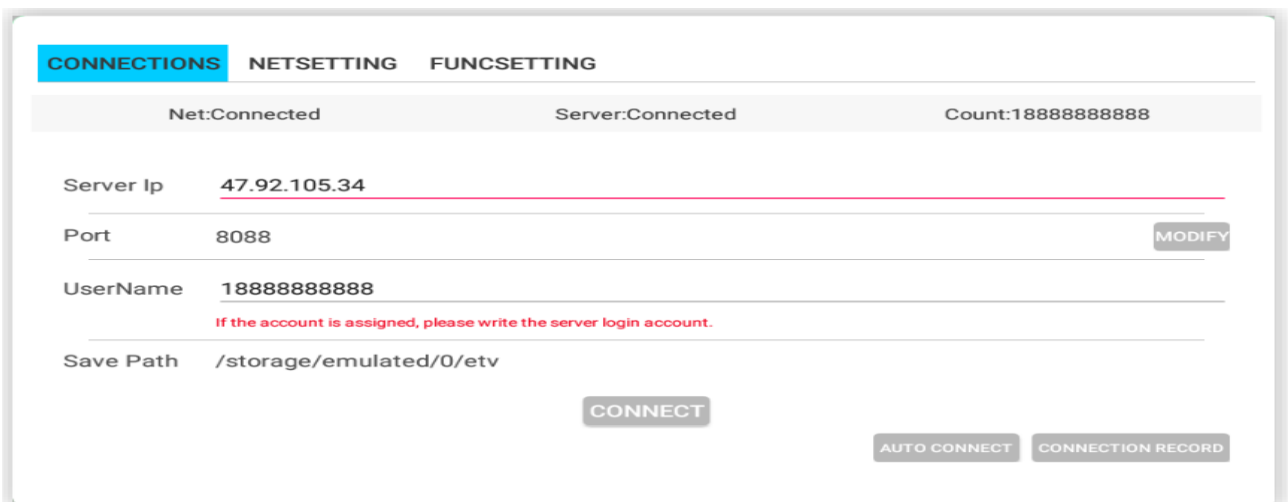 CONNECTIONS NETSETTING FUNCSETTING
Net:Connected Server:Connected Count:18888888888
Server Ip 47.92.105.34
Port 8088 MODIFY
UserName 18888888888
If the account is assigned, please write the server login account.
Save Path /storage/emulated/0/etv
CONNECT
AUTO CONNECT CONNECTION RECORD